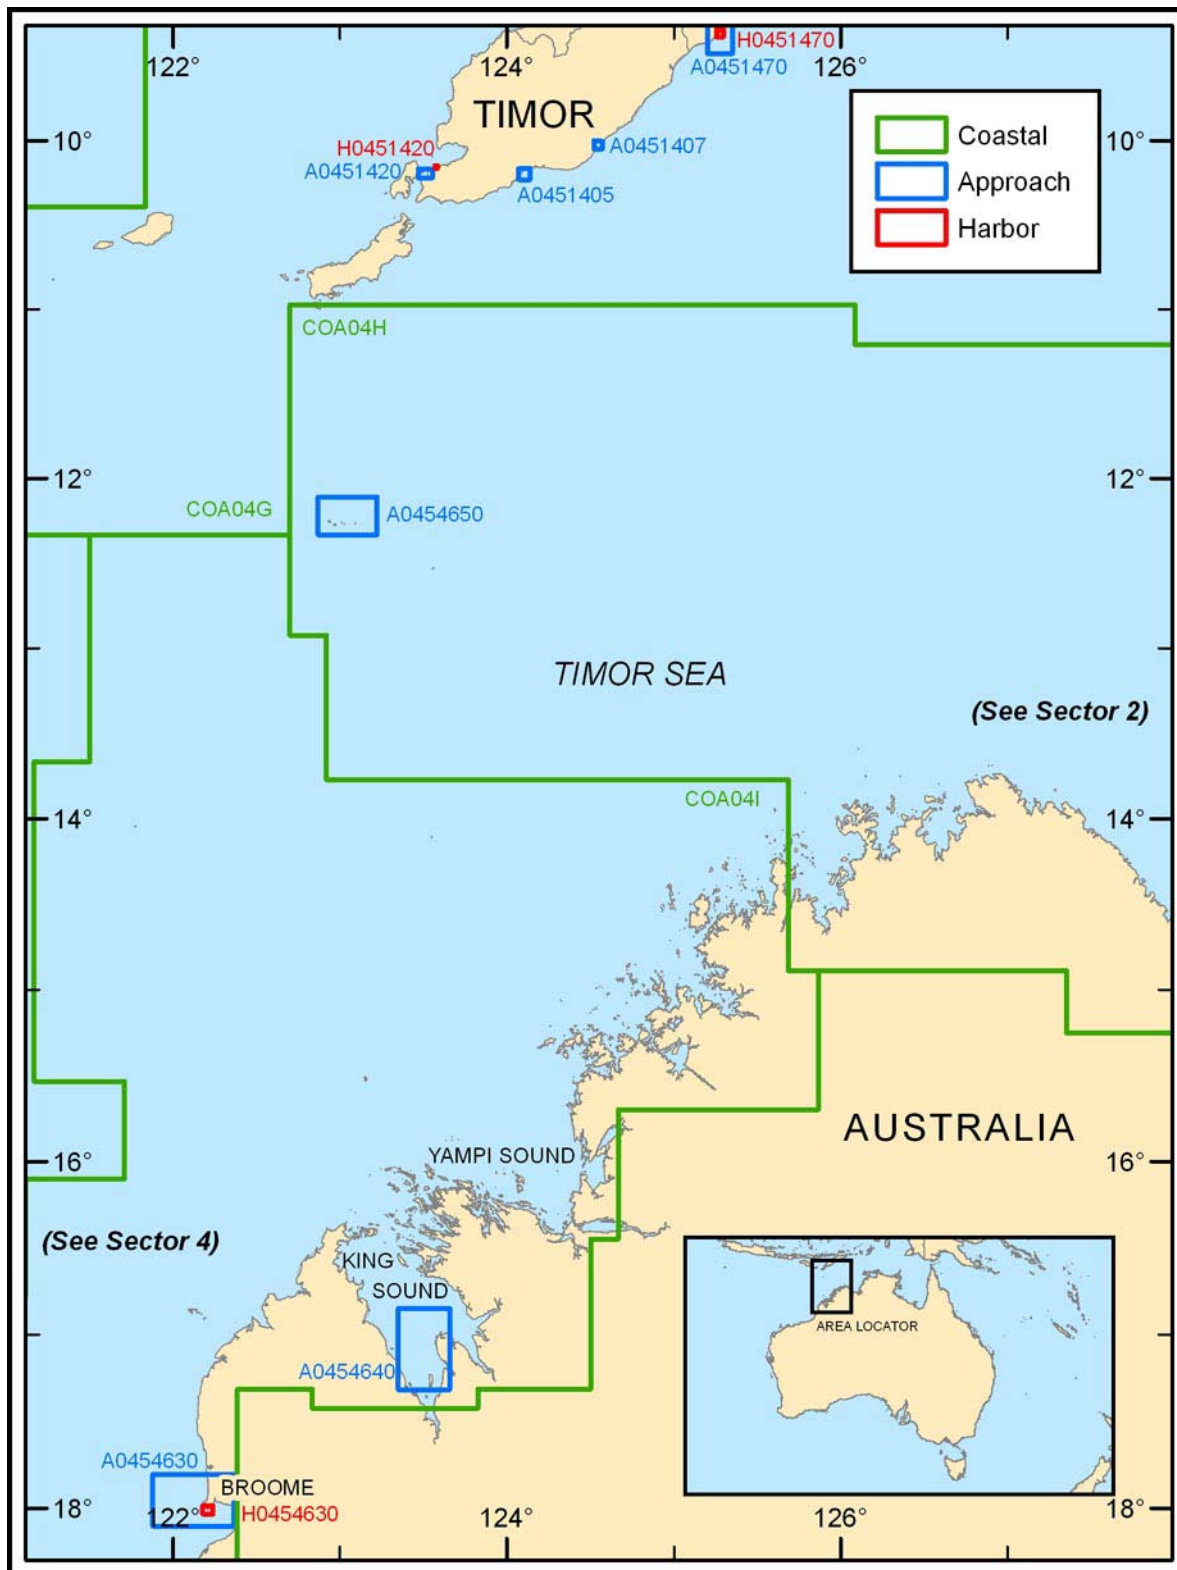 122°
124°
126°
H0451470
A0451470
TIMOR
10°
10°
H0451420
A0451420
A0451407
A0451405
Coastal
Approach
Harbor
COA04H
12°
12°
COA04G
A0454650
TIMOR SEA
(See Sector 2)
COA04I
14°
14°
AUSTRALIA
YAMPI SOUND
16°
16°
(See Sector 4)
KING
SOUND
AREA LOCATOR
A0454640
A0454630
BROOME
18°
122°
H0454630
124°
126°
18°